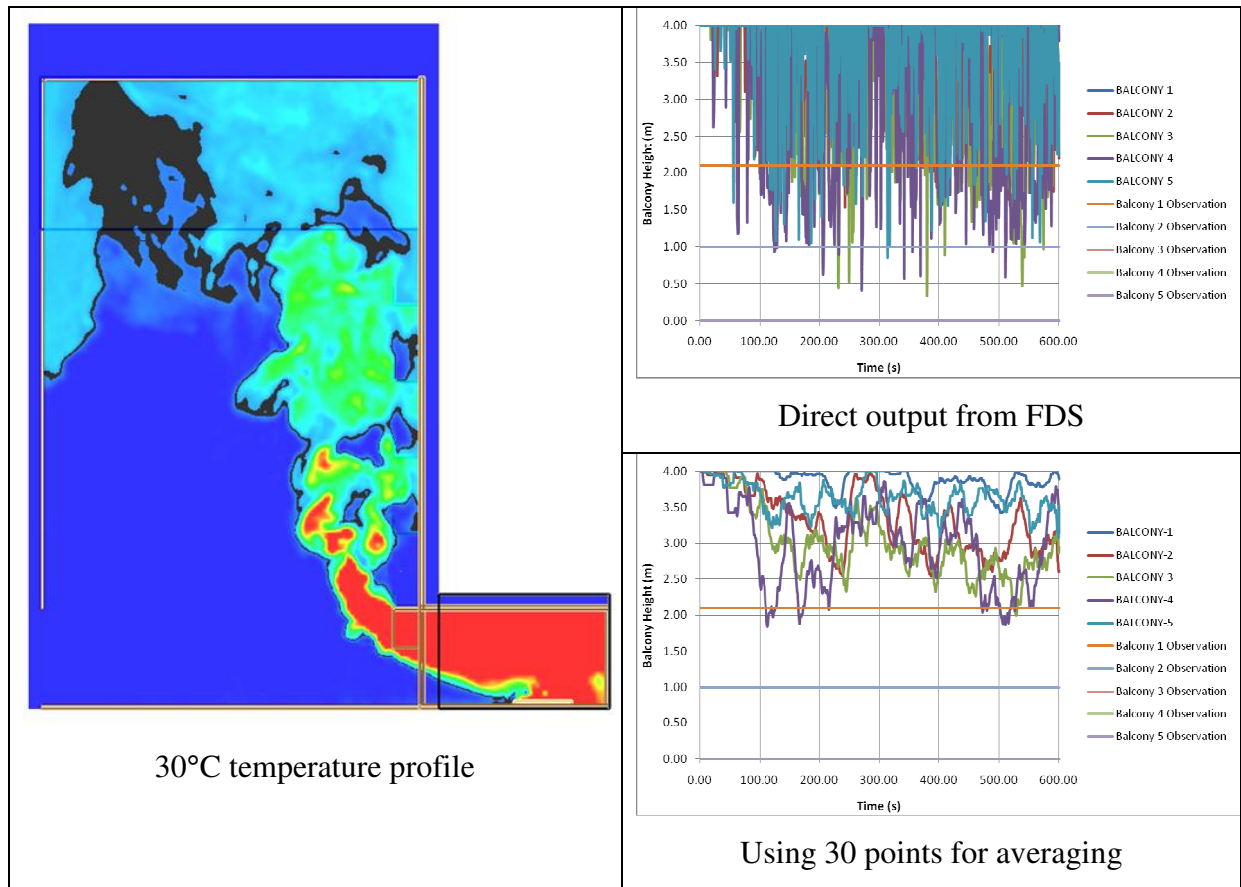 30°C temperature profile
4.00
3.50
3.00
2.50
2.00
1.50
1.00
0.50
0.00
Balcony Height (m)
0.00
100.00
200.00
300.00
400.00
500.00
600.00
Time (s)
BALCONY 1
BALCONY 2
BALCONY 3
BALCONY 4
BALCONY 5
Balcony 1 Observation
Balcony 2 Observation
Balcony 3 Observation
Balcony 4 Observation
Balcony 5 Observation
Direct output from FDS
4.00
3.50
3.00
2.50
2.00
1.50
1.00
0.50
0.00
Balcony Height (m)
0.00
100.00
200.00
300.00
400.00
500.00
600.00
Time (s)
BALCONY-1
BALCONY-2
BALCONY 3
BALCONY-4
BALCONY-5
Balcony 1 Observation
Balcony 2 Observation
Balcony 3 Observation
Balcony 4 Observation
Balcony 5 Observation
Using 30 points for averaging